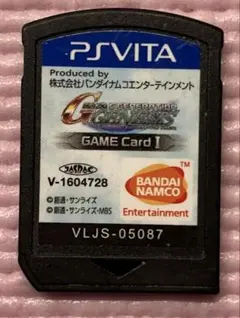 PSVITA
Produced by
株式会社バンダイナムコエンターテインメント
GENERATION
GENESIS
GAME Card I
V-1604728
BANDAI
NAMCO
TM
Entertainment
©創通・サンライズ
©創通・サンライズ・MBS
VLJS-05087